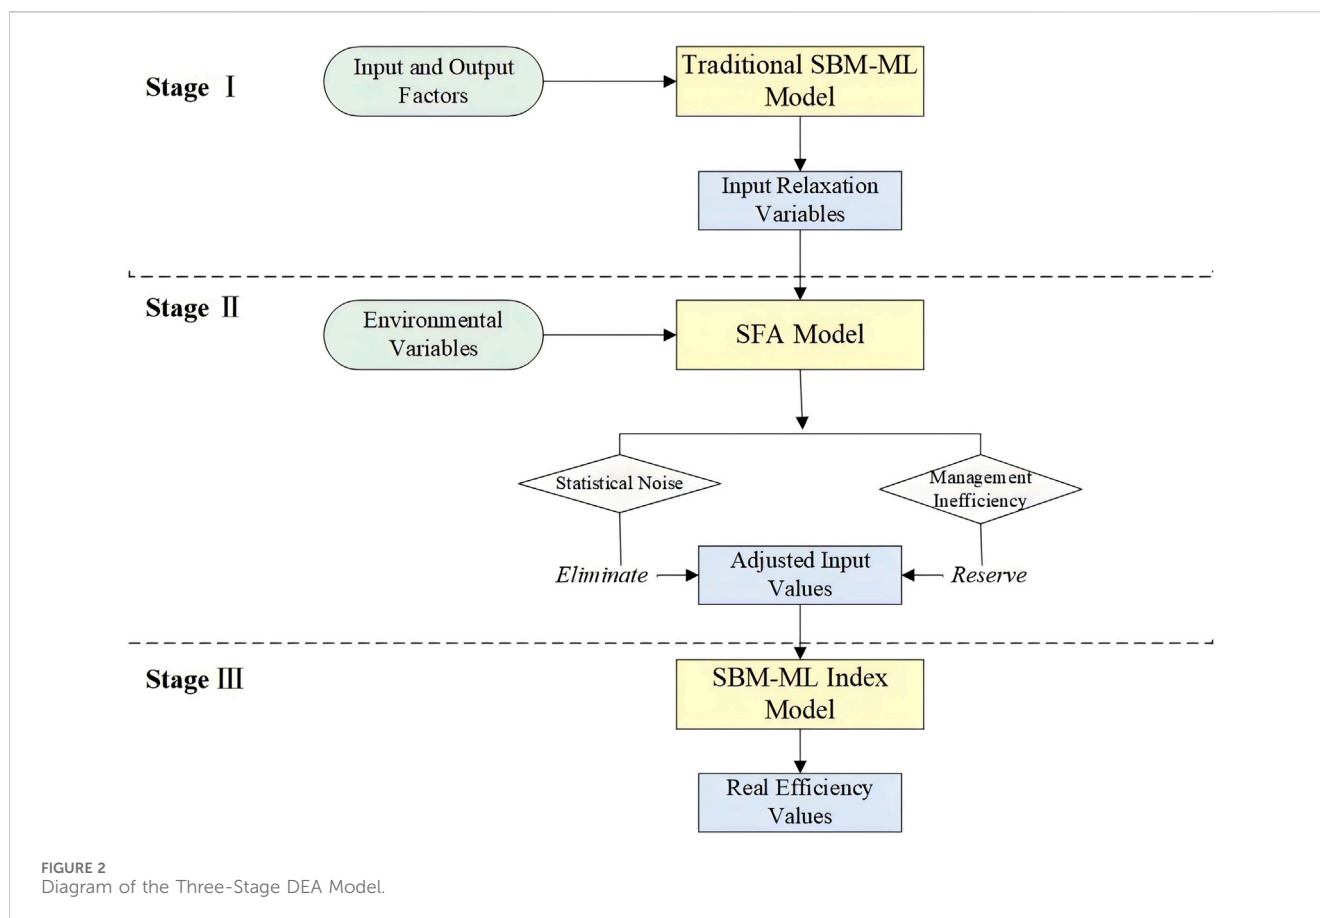 Stage Ⅰ
Input and Output
Factors
Traditional SBM-ML
Model
Input Relaxation
Variables
Stage Ⅱ
Environmental
Variables
SFA Model
Statistical Noise
Management
Inefficiency
Eliminate
Adjusted Input
Values
Reserve
Stage Ⅲ
SBM-ML Index
Model
Real Efficiency
Values
FIGURE 2
Diagram of the Three-Stage DEA Model.